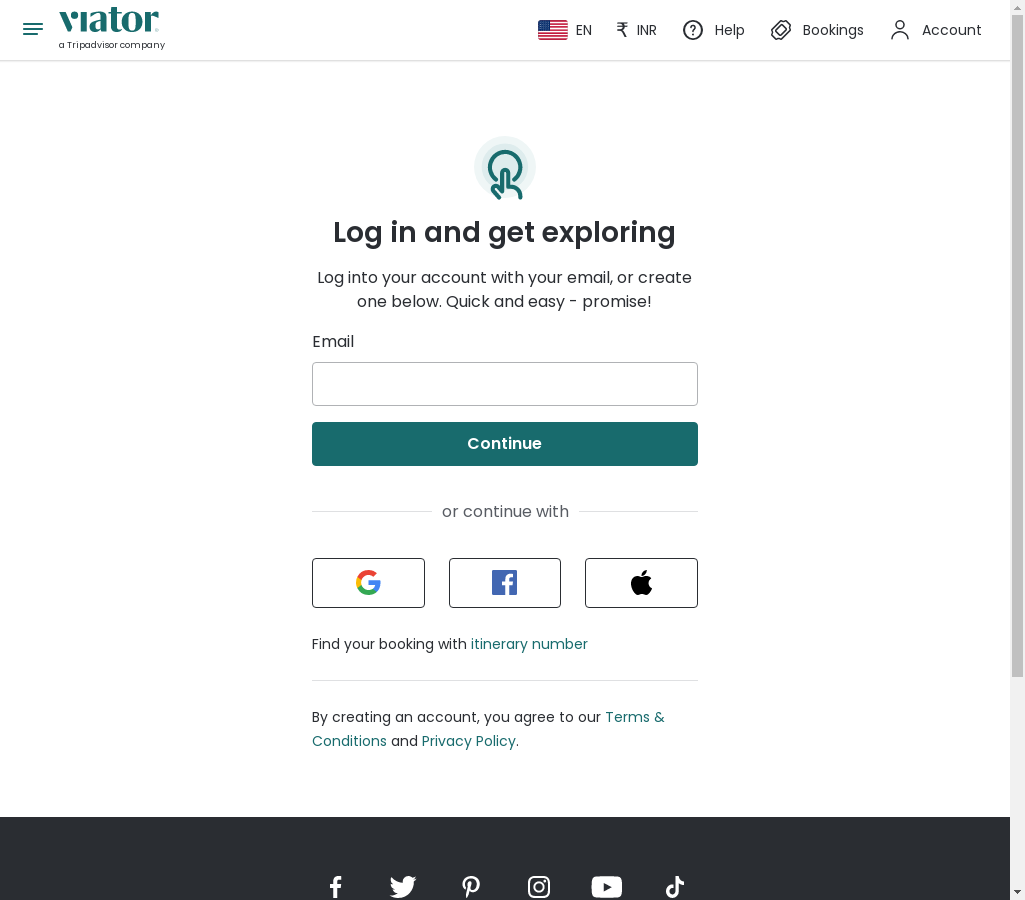 viator
a Tripadvisor company
EN
₹ INR
Help
Bookings
Account
Log in and get exploring
Log into your account with your email, or create
one below. Quick and easy - promise!
Email
Continue
or continue with
Find your booking with itinerary number
By creating an account, you agree to our Terms &
Conditions and Privacy Policy.